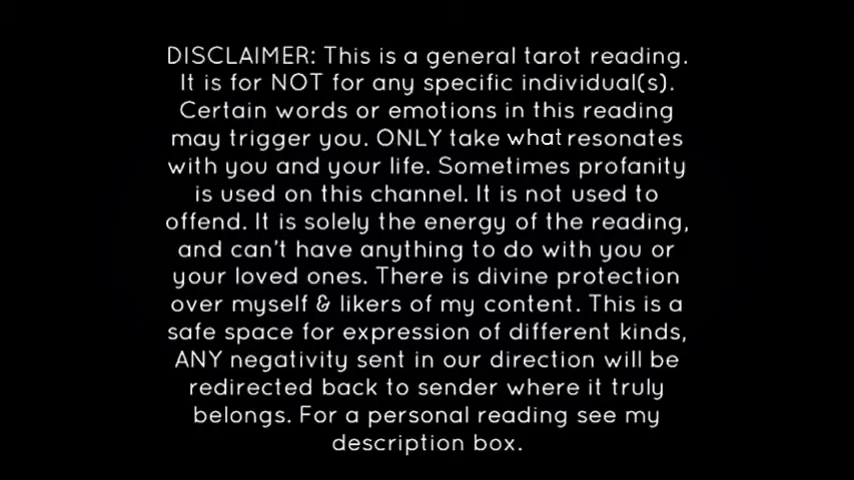 DISCLAIMER: This is a general tarot reading.
It is for NOT for any specific individual(s).
Certain words or emotions in this reading
may trigger you. ONLY take what resonates
with you and your life. Sometimes profanity
is used on this channel. It is not used to
offend. It is solely the energy of the reading,
and can't have anything to do with you or
your loved ones. There is divine protection
over myself & likers of my content. This is a
safe space for expression of different kinds,
ANY negativity sent in our direction will be
redirected back to sender where it truly
belongs. For a personal reading see my
description box.